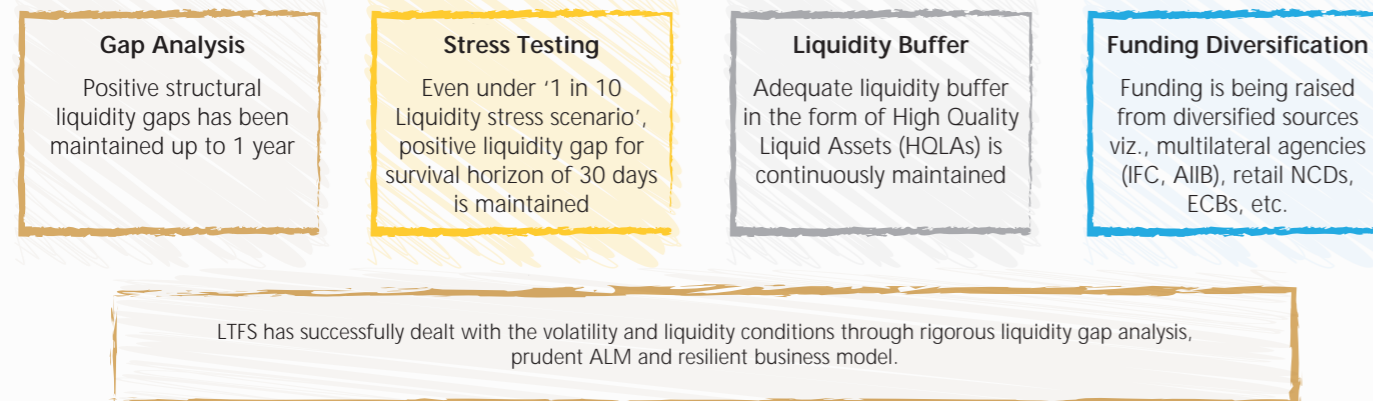 Gap Analysis
Positive structural
liquidity gaps has been
maintained up to 1 year
Stress Testing
Even under ‘1 in 10
Liquidity stress scenario’,
positive liquidity gap for
survival horizon of 30 days
is maintained
Liquidity Buffer
Adequate liquidity buffer
in the form of High Quality
Liquid Assets (HQLAs) is
continuously maintained
Funding Diversification
Funding is being raised
from diversified sources
viz., multilateral agencies
(IFC, AIIB), retail NCDs,
ECBs, etc.
LTFS has successfully dealt with the volatility and liquidity conditions through rigorous liquidity gap analysis,
prudent ALM and resilient business model.